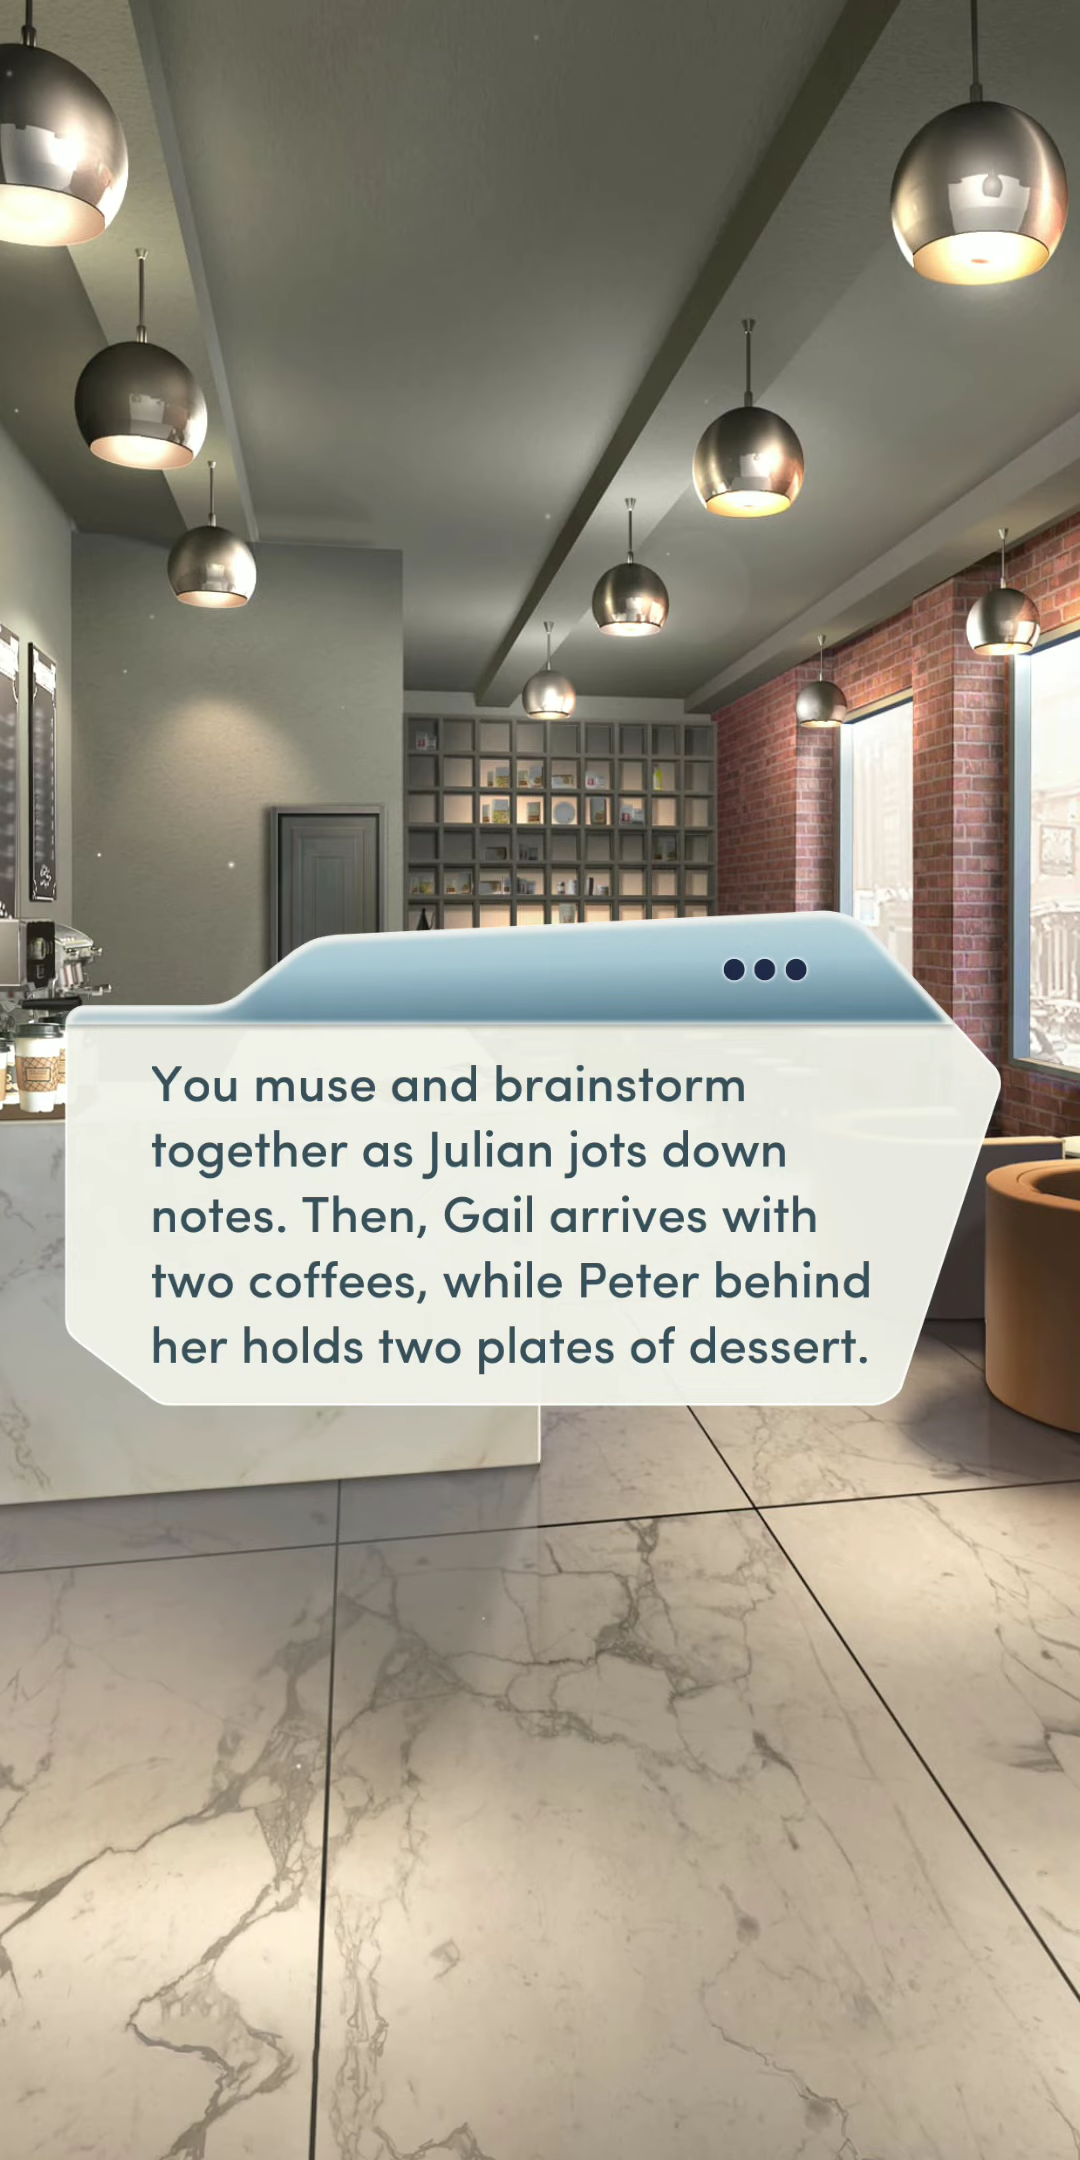 You muse and brainstorm
together as Julian jots down
notes. Then, Gail arrives with
two coffees, while Peter behind
her holds two plates of dessert.